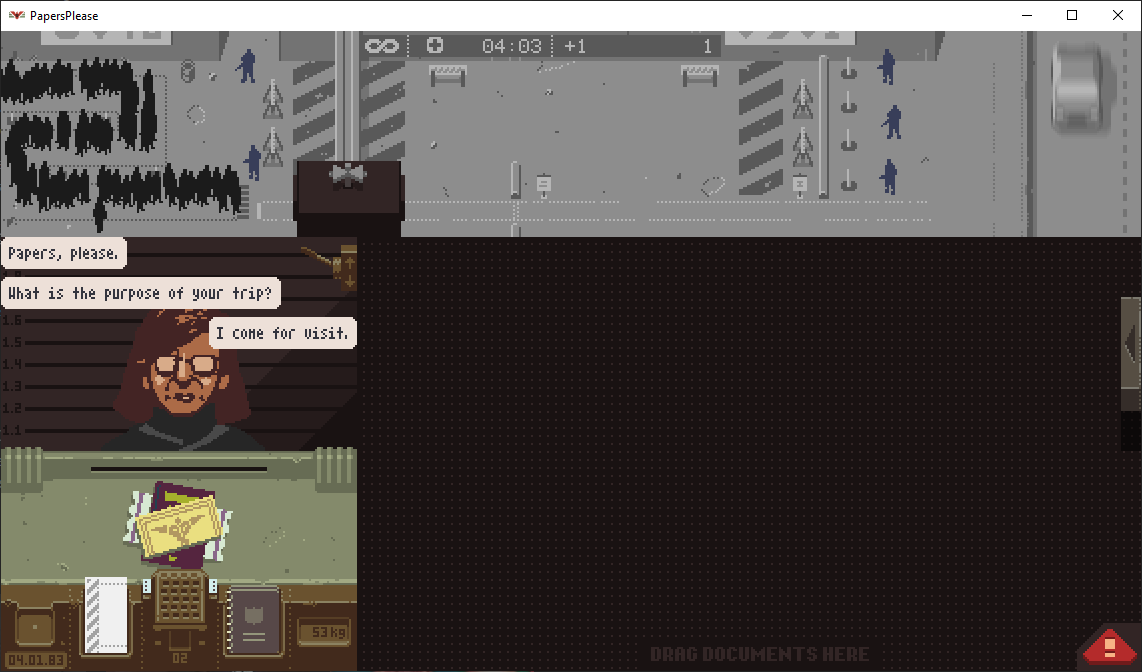 PapersPlease
04:03 +1 1
Papers, please.
What is the purpose of your trip?
I come for visit.
1.6
1.5
1.4
1.3
1.2
1.1
53kg
04.01.83
02
DRAG DOCUMENTS HERE